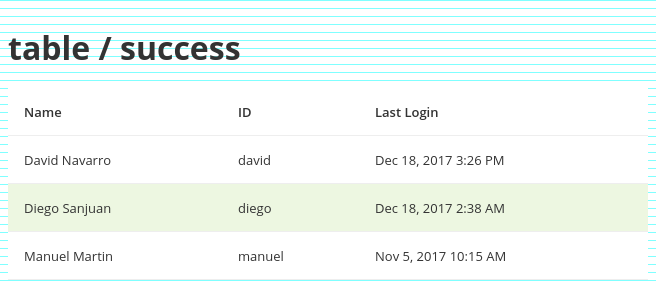 table / success
Name ID Last Login
David Navarro david Dec 18, 2017 3:26 PM
Diego Sanjuan diego Dec 18, 2017 2:38 AM
Manuel Martin manuel Nov 5, 2017 10:15 AM